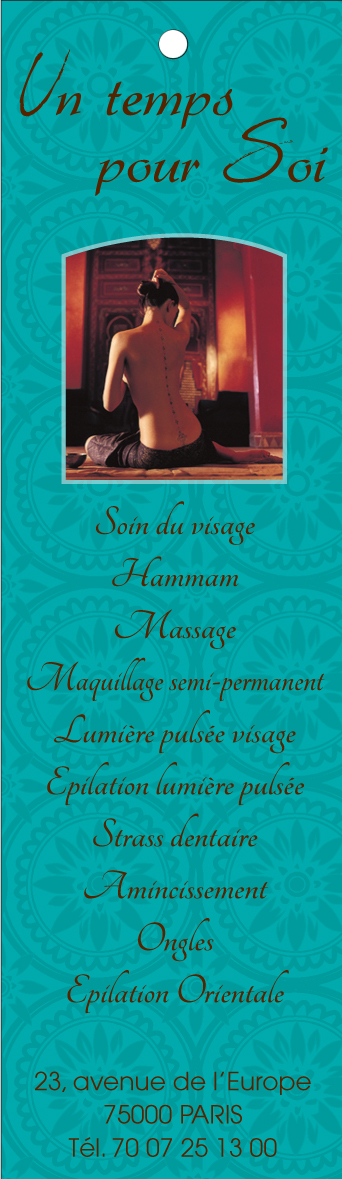 Un temps
pour Soi
Soin du visage
Hammam
Massage
Maquillage semi-permanent
Lumière pulsée visage
Epilation lumière pulsée
Strass dentaire
Amincissement
Ongles
Epilation Orientale
23, avenue de l'Europe
75000 PARIS
Tél. 70 07 25 13 00